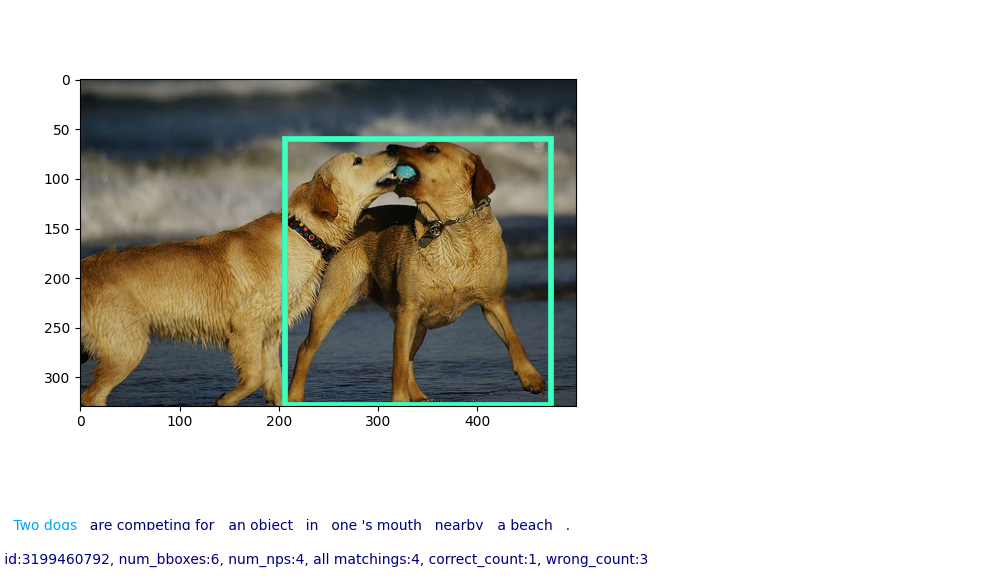 0
50
100
150
200
250
300
0 100 200 300 400
Two dogs are competing for an object in one 's mouth nearby a beach .
id:3199460792, num_bboxes:6, num_nps:4, all matchings:4, correct_count:1, wrong_count:3